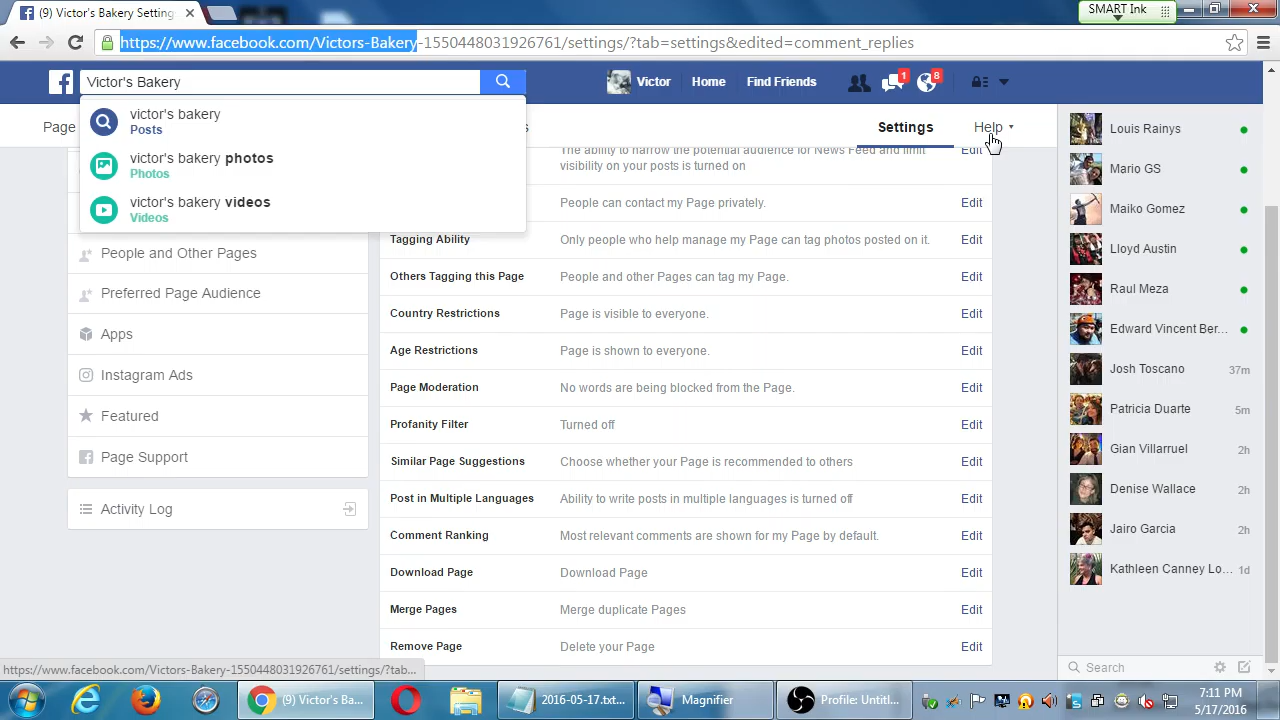 (9) Victor's Bakery Setting
SMART Ink
https://www.facebook.com/Victors-Bakery-1550448031926761/settings/?tab=settings&edited=comment_replies
Victor's Bakery
Victor
Home
Find Friends
1
8
victor's bakery
Posts
victor's bakery photos
Photos
victor's bakery videos
Videos
Page
s
Settings
Help
The ability to narrow the potential audience for News Feed and limit
visibility on your posts is turned on
Edit
People can contact my Page privately.
Edit
Tagging Ability
Only people who help manage my Page can tag photos posted on it.
Edit
Others Tagging this Page
People and other Pages can tag my Page.
Edit
Country Restrictions
Page is visible to everyone.
Edit
Age Restrictions
Page is shown to everyone.
Edit
Page Moderation
No words are being blocked from the Page.
Edit
Profanity Filter
Turned off
Edit
Similar Page Suggestions
Choose whether your Page is recommended to others
Edit
Post in Multiple Languages
Ability to write posts in multiple languages is turned off
Edit
Comment Ranking
Most relevant comments are shown for my Page by default.
Edit
Download Page
Download Page
Edit
Merge Pages
Merge duplicate Pages
Edit
Remove Page
Delete your Page
Edit
People and Other Pages
Preferred Page Audience
Apps
Instagram Ads
Featured
Page Support
Activity Log
Louis Rainys
Mario GS
Maiko Gomez
Lloyd Austin
Raul Meza
Edward Vincent Ber...
Josh Toscano 37m
Patricia Duarte 5m
Gian Villarruel 2h
Denise Wallace 2h
Jairo Garcia 2h
Kathleen Canney Lo... 1d
Search
https://www.facebook.com/Victors-Bakery-1550448031926761/settings/?tab...
(9) Victor's Ba...
2016-05-17.txt...
Magnifier
Profile: Untitl...
7:11 PM
5/17/2016